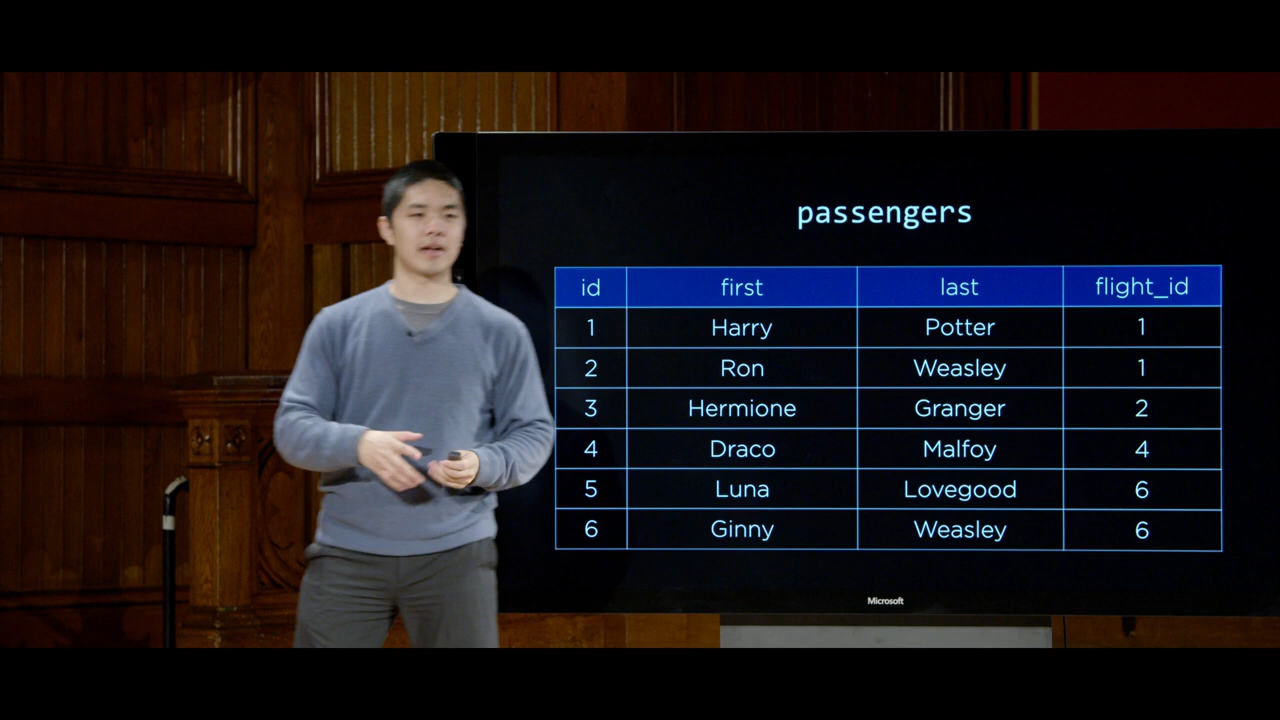 passengers
id first last flight_id
1 Harry Potter 1
2 Ron Weasley 1
3 Hermione Granger 2
4 Draco Malfoy 4
5 Luna Lovegood 6
6 Ginny Weasley 6
Microsoft